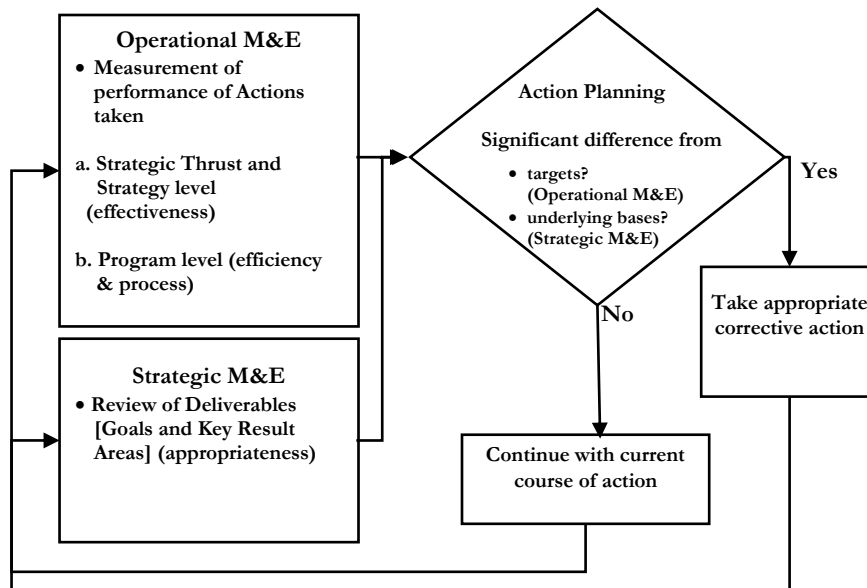 Operational M&E
• Measurement of
performance of Actions
taken
a. Strategic Thrust and
Strategy level
(effectiveness)
b. Program level (efficiency
& process)
Strategic M&E
• Review of Deliverables
[Goals and Key Result
Areas] (appropriateness)
Action Planning
Significant difference from
• targets?
(Operational M&E)
• underlying bases?
(Strategic M&E)
Yes
No
Take appropriate
corrective action
Continue with current
course of action